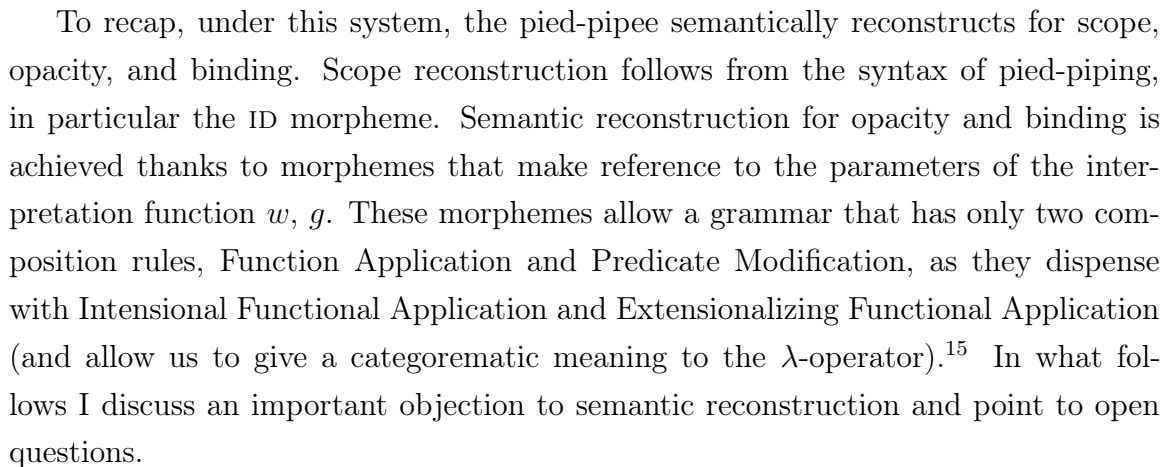 To recap, under this system, the pied-pipee semantically reconstructs for scope,
opacity, and binding. Scope reconstruction follows from the syntax of pied-piping,
in particular the ID morpheme. Semantic reconstruction for opacity and binding is
achieved thanks to morphemes that make reference to the parameters of the inter-
pretation function w, g. These morphemes allow a grammar that has only two com-
position rules, Function Application and Predicate Modification, as they dispense
with Intensional Functional Application and Extensionalizing Functional Application
(and allow us to give a categorematic meaning to the λ-operator).15 In what fol-
lows I discuss an important objection to semantic reconstruction and point to open
questions.